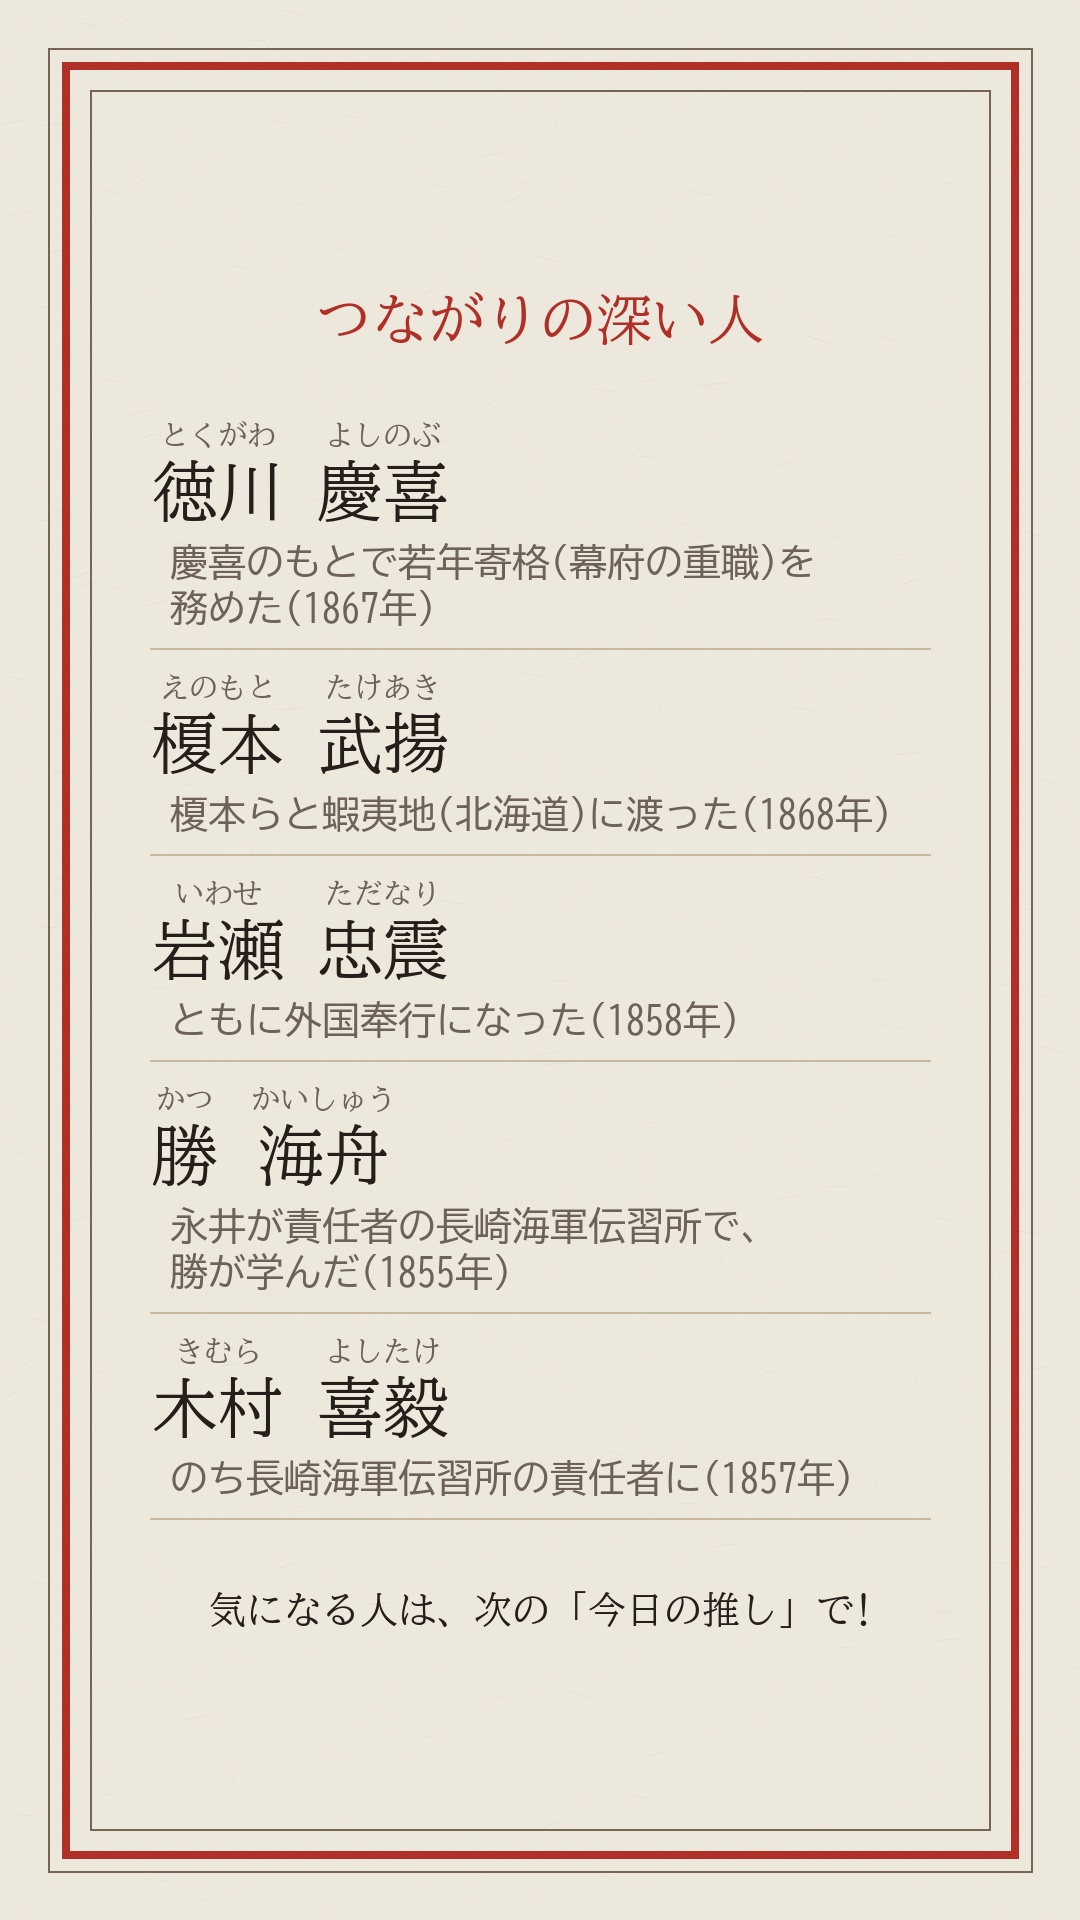 つながりの深い人
とくがわ よしのぶ
徳川 慶喜
慶喜のもとで若年寄格(幕府の重職)を
務めた(1867年)
えのもと たけあき
榎本 武揚
榎本らと蝦夷地(北海道)に渡った(1868年)
いわせ ただなり
岩瀬 忠震
ともに外国奉行になった(1858年)
かつ かいしゅう
勝 海舟
永井が責任者の長崎海軍伝習所で、
勝が学んだ(1855年)
きむら よしたけ
木村 喜毅
のち長崎海軍伝習所の責任者に(1857年)
気になる人は、次の「今日の推し」で!